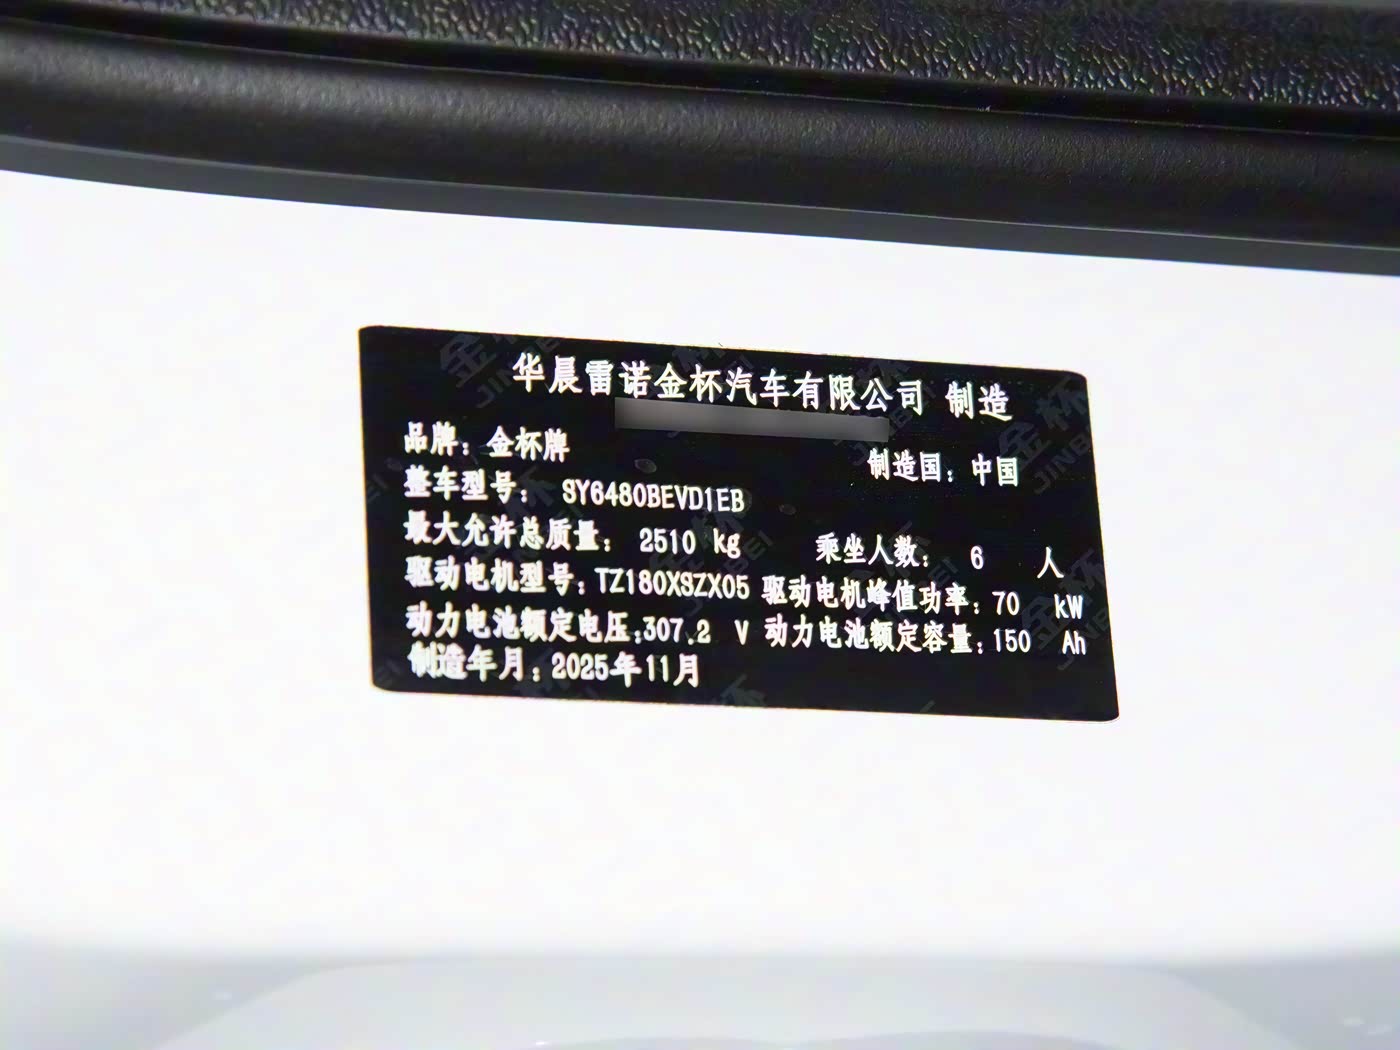 华晨雷诺金杯汽车有限公司 制造
品牌：金杯牌 制造国：中国
整车型号： SY6480BEVD1EB
最大允许总质量： 2510 kg 乘坐人数： 6 人
驱动电机型号：TZ180XSZX05 驱动电机峰值功率：70 kW
动力电池额定电压：307.2 V 动力电池额定容量：150 Ah
制造年月：2025年11月